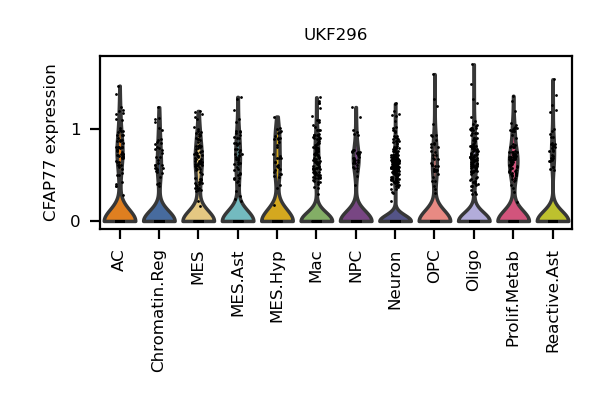 UKF296
CFAP77 expression
1
0
AC
Chromatin.Reg
MES
MES.Ast
MES.Hyp
Mac
NPC
Neuron
OPC
Oligo
Prolif.Metab
Reactive.Ast